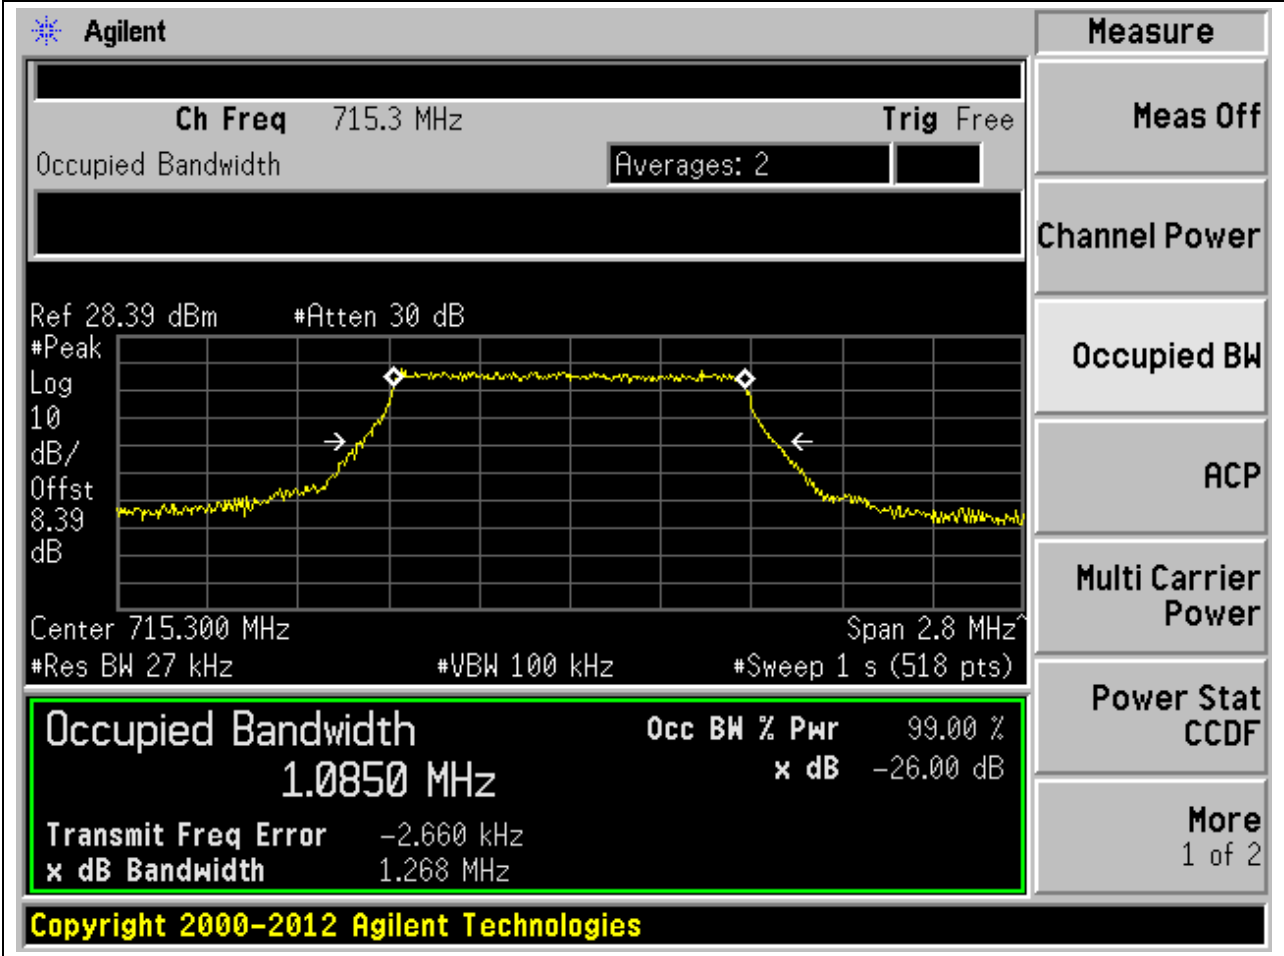 Agilent
Measure
Ch Freq 715.3 MHz Trig Free
Meas Off
Occupied Bandwidth Averages: 2
Channel Power
Ref 28.39 dBm #Atten 30 dB
#Peak
Log
10
dB/
Offst
8.39
dB
Occupied BW
ACP
Center 715.300 MHz Span 2.8 MHz^
#Res BW 27 kHz #VBW 100 kHz #Sweep 1 s (518 pts)
Multi Carrier
Power
Occupied Bandwidth Occ BW % Pwr 99.00 %
1.0850 MHz x dB -26.00 dB
Transmit Freq Error -2.660 kHz
x dB Bandwidth 1.268 MHz
Power Stat
CCDF
More
1 of 2
Copyright 2000-2012 Agilent Technologies